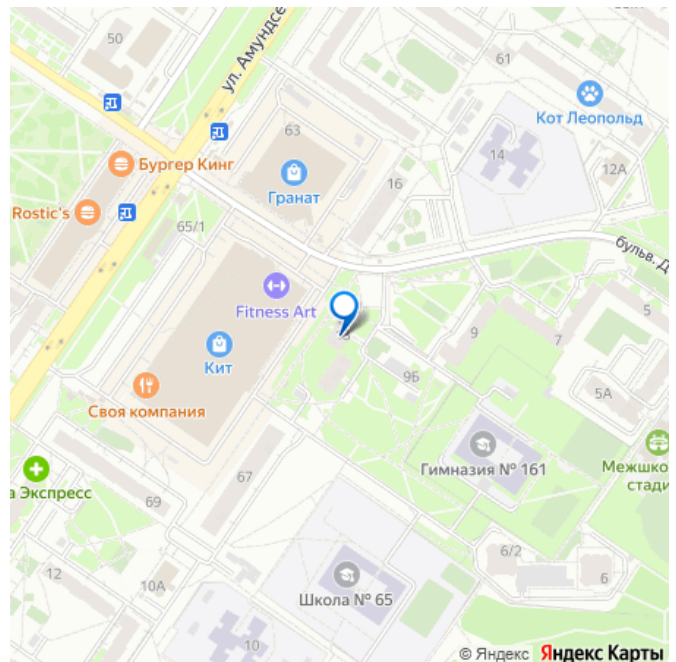 50
ул. Амундсе
61
Кот Леопольд
63
14
12А
Бургер Кинг
Гранат
16
Rostic's
65/1
бульв. Д
Fitness Art
5
9
7
Кит
9Б
5А
Своя компания
Гимназия № 161
Межшко
стади
а Экспресс
67
69
6/2
6
12
10А
Школа № 65
10
© Яндекс Яндекс Карты